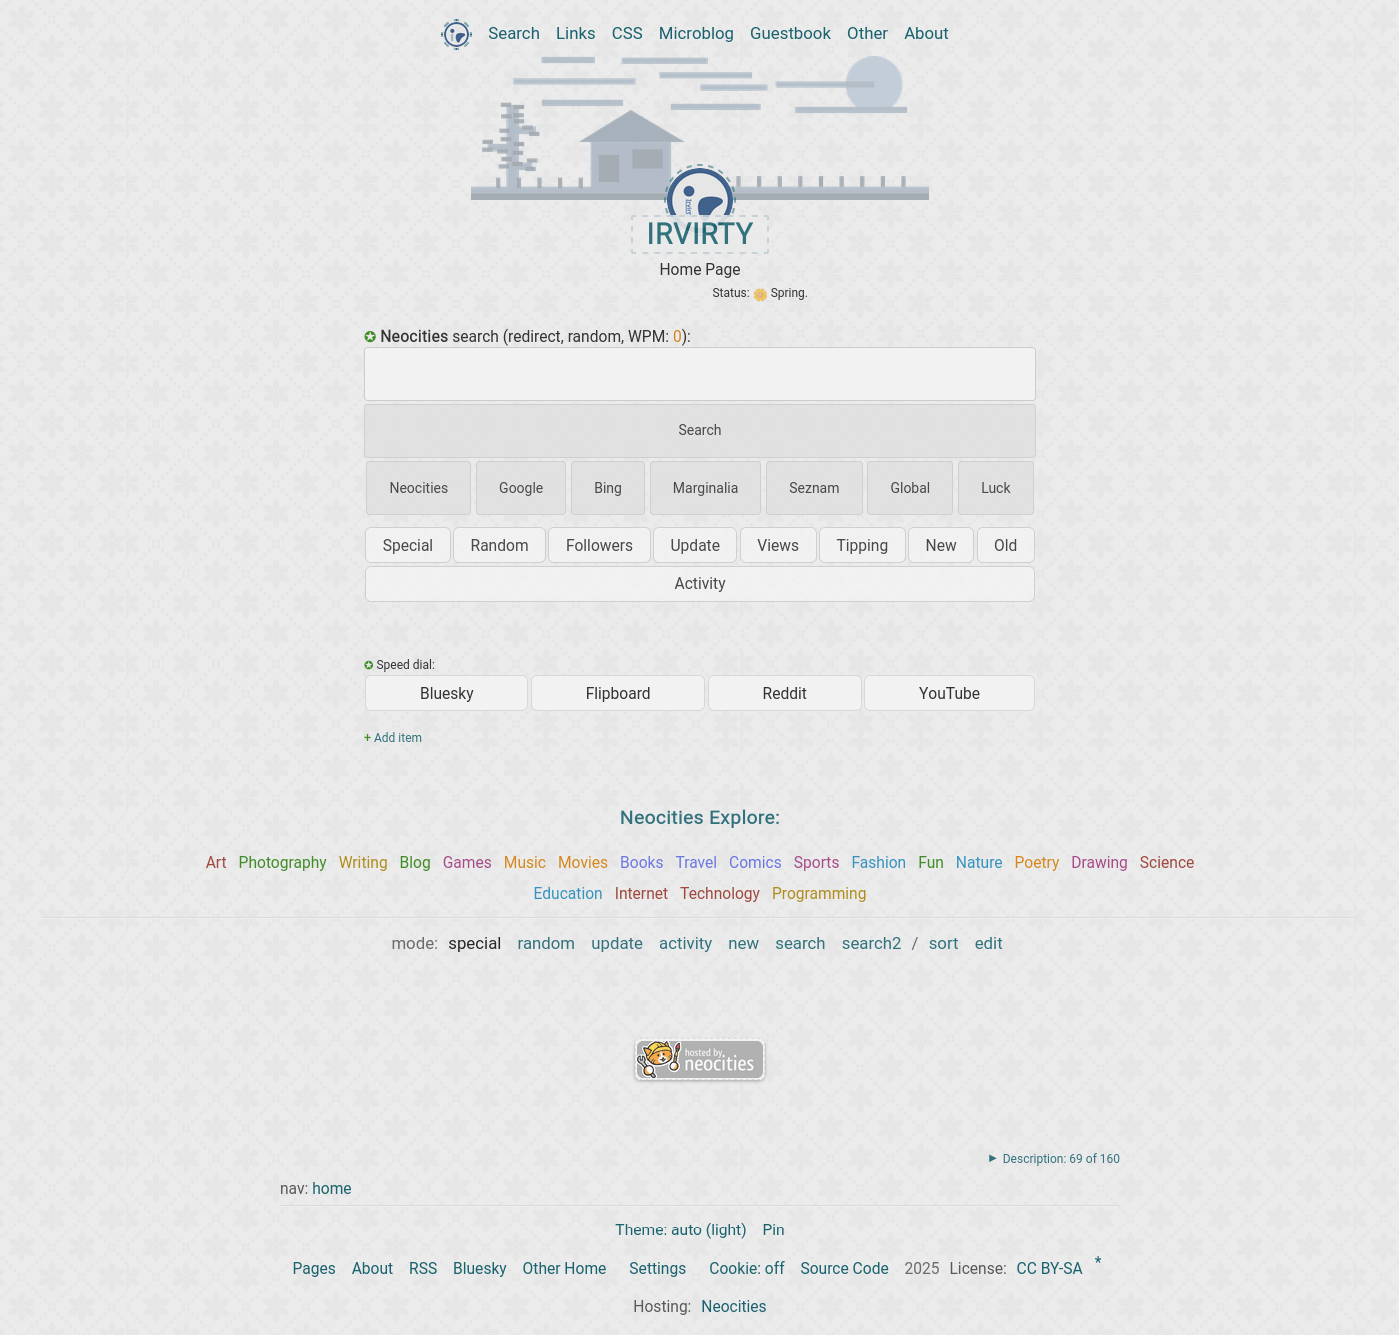 Search Links CSS Microblog Guestbook Other About
IRVIRTY
Home Page
Status: Spring.
✪ Neocities search (redirect, random, WPM: 0):
Search
Neocities Google Bing Marginalia Seznam Global Luck
Special Random Followers Update Views Tipping New Old
Activity
✪ Speed dial:
Bluesky Flipboard Reddit YouTube
+ Add item
Neocities Explore:
Art Photography Writing Blog Games Music Movies Books Travel Comics Sports Fashion Fun Nature Poetry Drawing Science
Education Internet Technology Programming
mode: special random update activity new search search2 / sort edit
hosted by
neocities
► Description: 69 of 160
nav: home
Theme: auto (light) Pin
Pages About RSS Bluesky Other Home Settings Cookie: off Source Code 2025 License: CC BY-SA *
Hosting: Neocities